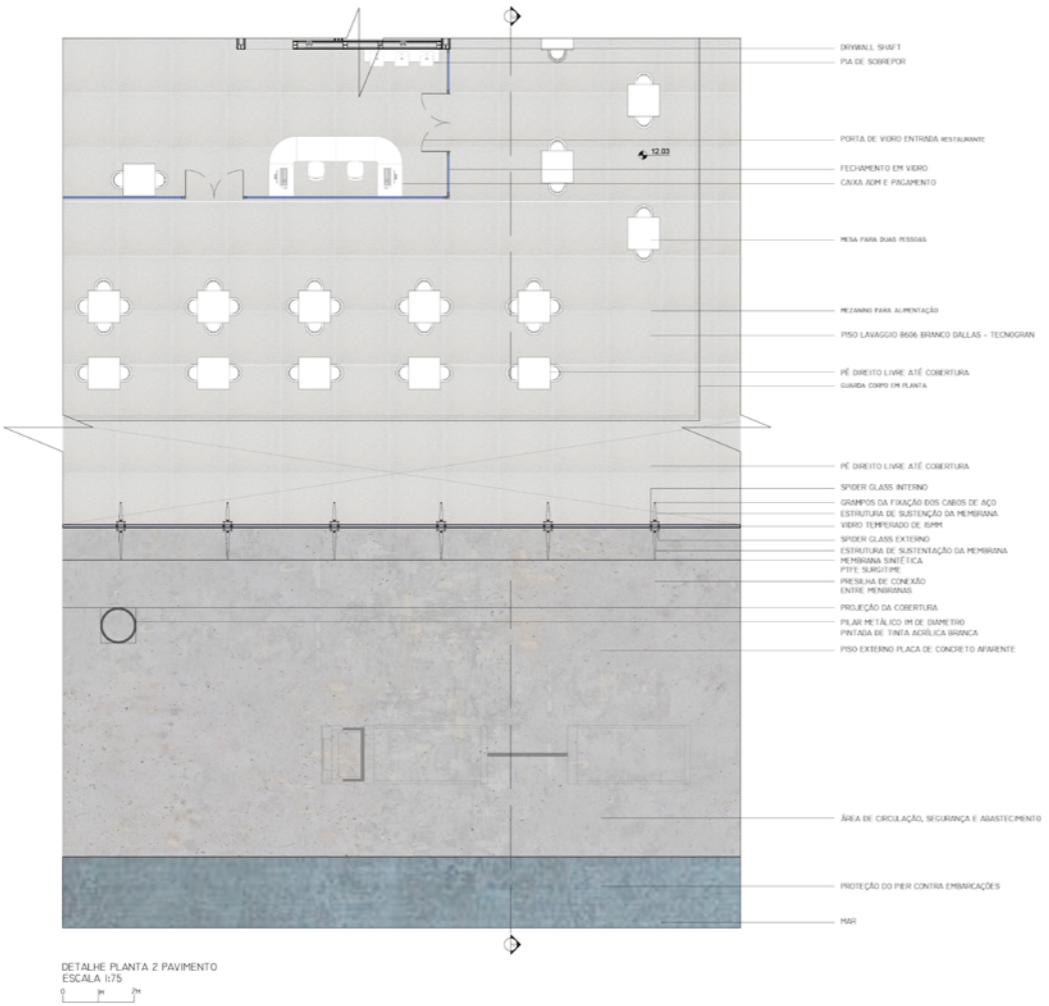 DRYWALL SHAFT
PIA DE SOBREPOR
PORTA DE VIDRO ENTRADA RESTAURANTE
12.03
FECHAMENTO EM VIDRO
CAIXA ADM E PAGAMENTO
MESA PARA DUAS PESSOAS
MEZANINO PARA ALIMENTAÇÃO
PISO LAVAGGIO 8606 BRANCO DALLAS - TECNOGRAN
PÉ DIREITO LIVRE ATÉ COBERTURA
GUARDA CORPO EM PLANTA
PÉ DIREITO LIVRE ATÉ COBERTURA
SPIDER GLASS INTERNO
GRAMPOS DA FIXAÇÃO DOS CABOS DE AÇO
ESTRUTURA DE SUSTENÇÃO DA MEMBRANA
VIDRO TEMPERADO DE 15MM
SPIDER GLASS EXTERNO
ESTRUTURA DE SUSTENTAÇÃO DA MEMBRANA
MEMBRANA SINTÉTICA
PTFE SURGITIME
PRESILHA DE CONEXÃO
ENTRE MENBRANAS
PROJEÇÃO DA COBERTURA
PILAR METÁLICO 1M DE DIAMETRO
PINTADA DE TINTA ACRÍLICA BRANCA
PISO EXTERNO PLACA DE CONCRETO APARENTE
ÁREA DE CIRCULAÇÃO, SEGURANÇA E ABASTECIMENTO
PROTEÇÃO DO PIER CONTRA EMBARCAÇÕES
MAR
DETALHE PLANTA 2 PAVIMENTO
ESCALA 1:75
0 1M 2M